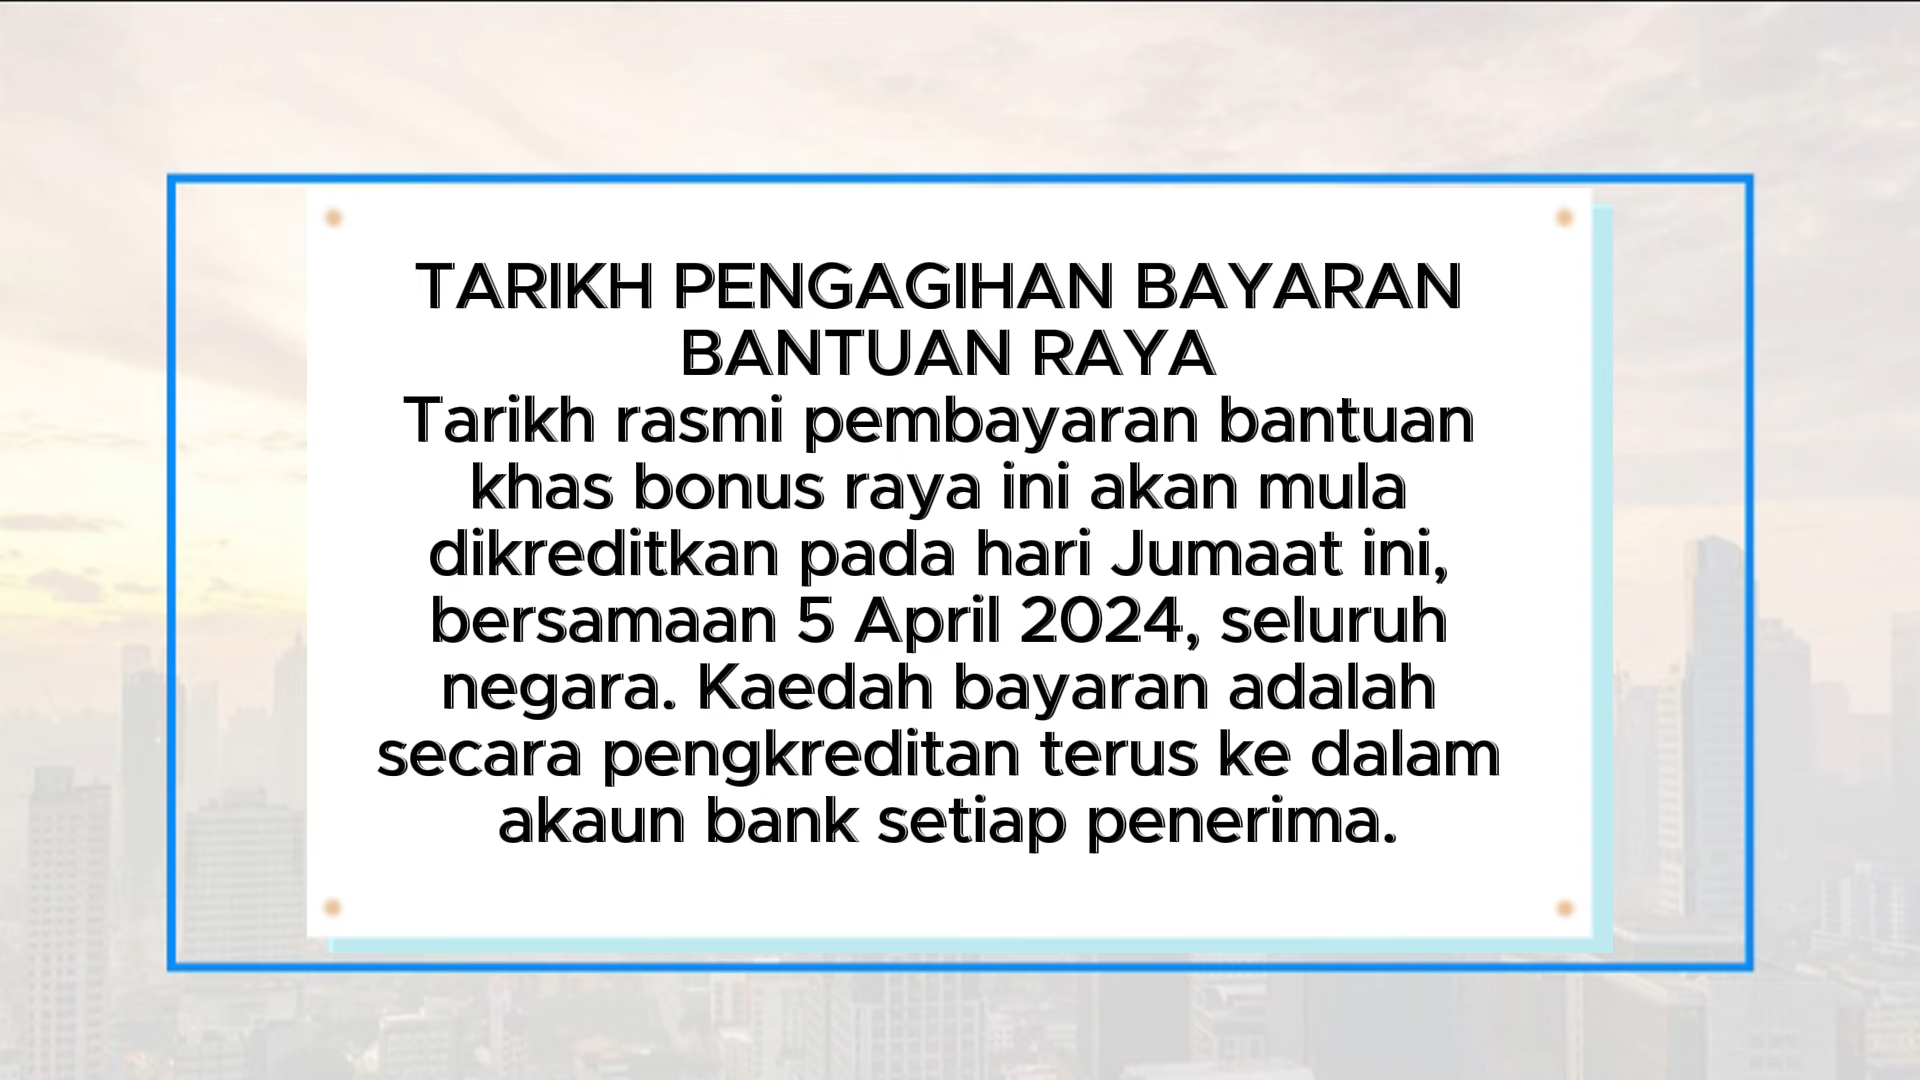 TARIKH PENGAGIHAN BAYARAN
BANTUAN RAYA
Tarikh rasmi pembayaran bantuan
khas bonus raya ini akan mula
dikreditkan pada hari Jumaat ini,
bersamaan 5 April 2024, seluruh
negara. Kaedah bayaran adalah
secara pengkreditan terus ke dalam
akaun bank setiap penerima.